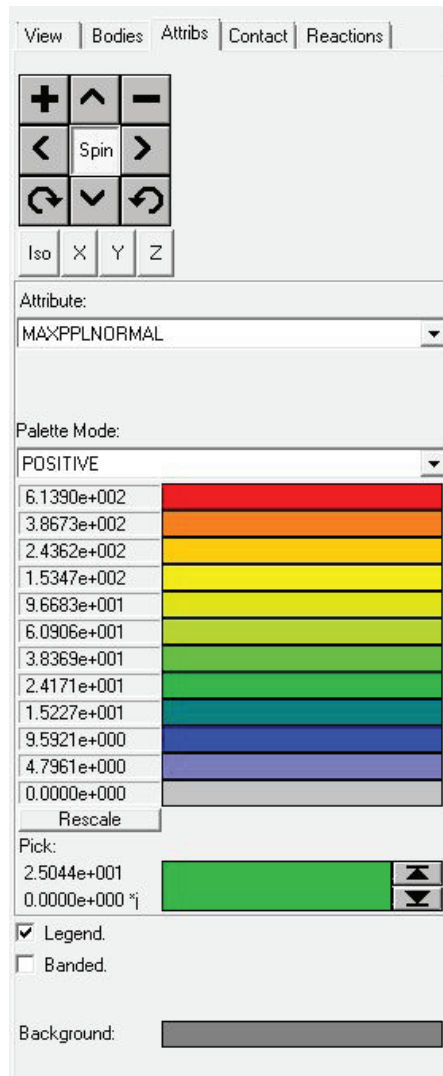 View Bodies Attribs Contact Reactions
Spin
Iso X Y Z
Attribute:
MAXPPLNORMAL
Palette Mode:
POSITIVE
6.1390e+002
3.8673e+002
2.4362e+002
1.5347e+002
9.6683e+001
6.0906e+001
3.8369e+001
2.4171e+001
1.5227e+001
9.5921e+000
4.7961e+000
0.0000e+000
Rescale
Pick:
2.5044e+001
0.0000e+000 *j
Legend.
Banded.
Background: